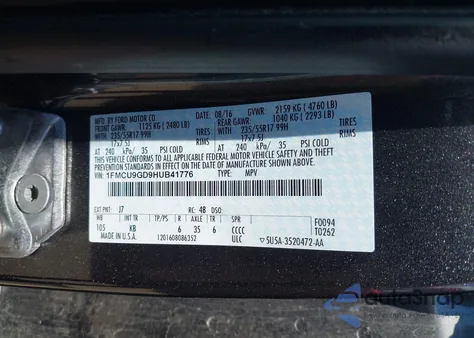 MFD. BY FORD MOTOR CO.
DATE: 08/16 GVWR: 2159 KG ( 4760 LB)
FRONT GAWR: 1125 KG ( 2480 LB) REAR GAWR: 1040 KG ( 2293 LB)
WITH 235/55R17 99H TIRES WITH 235/55R17 99H TIRES
17x7.5J RIMS 17x7.5J RIMS
AT 240 kPa/ 35 PSI COLD AT 240 kPa/ 35 PSI COLD
THIS VEHICLE CONFORMS TO ALL APPLICABLE FEDERAL MOTOR VEHICLE SAFETY AND THEFT
PREVENTION STANDARDS IN EFFECT ON THE DATE OF MANUFACTURE SHOWN ABOVE.
VIN: 1FMCU9GD9HUB41776 TYPE: MPV
EXT PNT: J7 RC: 48 DSO: F0094
WB TP/PS R AXLE TR SPR T0262
105 KB 6 35 6 CCCC
MADE IN U.S.A. 1201608086352 ULC 5U5A-3520472-AA
AutoSnap